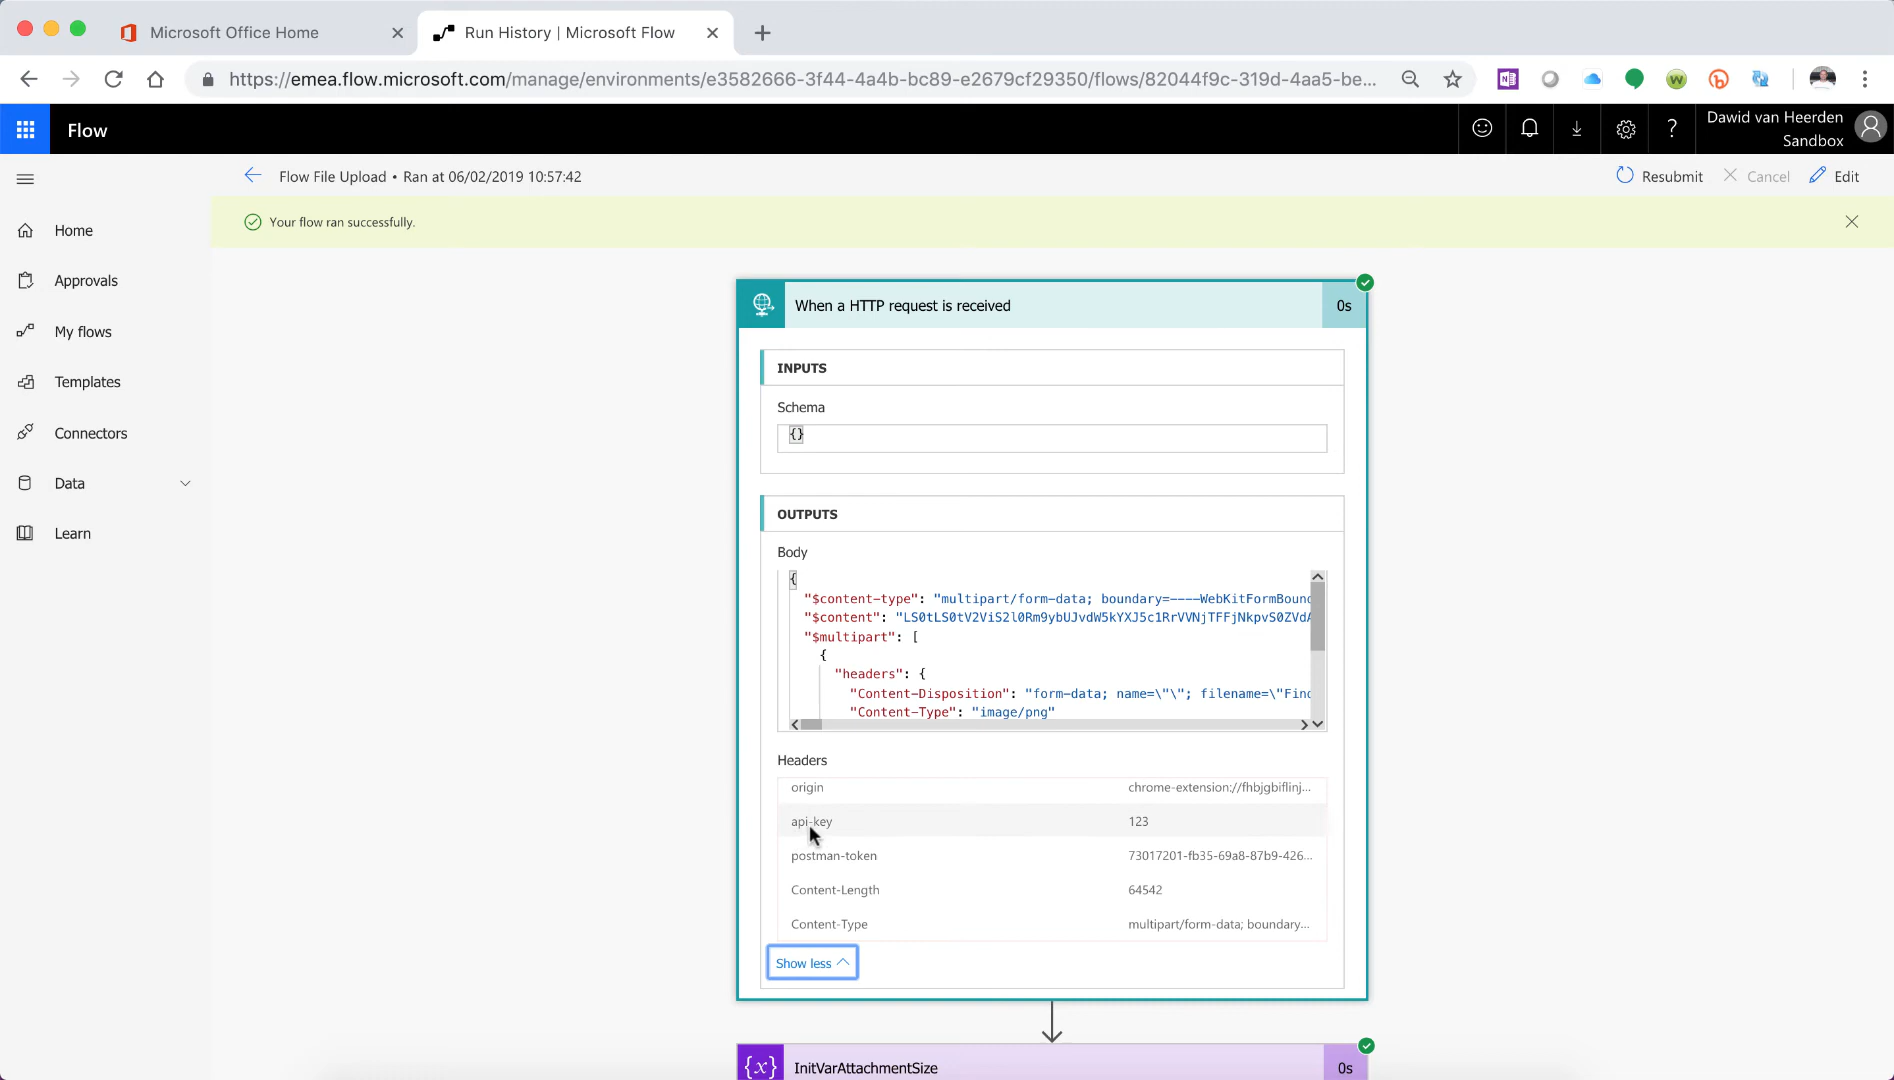 Microsoft Office Home
Run History | Microsoft Flow
https://emea.flow.microsoft.com/manage/environments/e3582666-3f44-4a4b-bc89-e2679cf29350/flows/82044f9c-319d-4aa5-be...
Flow
Dawid van Heerden
Sandbox
Flow File Upload • Ran at 06/02/2019 10:57:42
Resubmit
Cancel
Edit
Your flow ran successfully.
Home
Approvals
My flows
Templates
Connectors
Data
Learn
When a HTTP request is received
0s
INPUTS
Schema
{}
OUTPUTS
Body
{
"$content-type": "multipart/form-data; boundary=----WebKitFormBound
"$content": "LS0tLS0tV2ViS2l0Rm9ybUJvdW5kYXJ5c1RrVVNjTFFjNkpvS0ZVdA
"$multipart": [
{
"headers": {
"Content-Disposition": "form-data; name=\"\"; filename=\"Find
"Content-Type": "image/png"
Headers
origin chrome-extension://fhbjgbiflinj...
api-key 123
postman-token 73017201-fb35-69a8-87b9-426...
Content-Length 64542
Content-Type multipart/form-data; boundary...
Show less
{x} InitVarAttachmentSize
0s